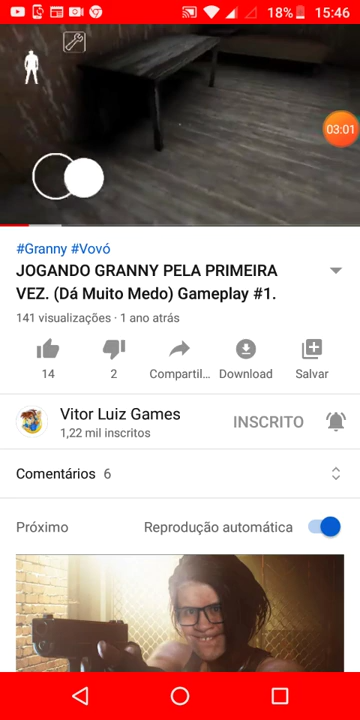 18% 15:46
03:01
#Granny #Vovó
JOGANDO GRANNY PELA PRIMEIRA
VEZ. (Dá Muito Medo) Gameplay #1.
141 visualizações · 1 ano atrás
14 2 Compartil... Download Salvar
Vitor Luiz Games
1,22 mil inscritos
INSCRITO
Comentários 6
Próximo Reprodução automática